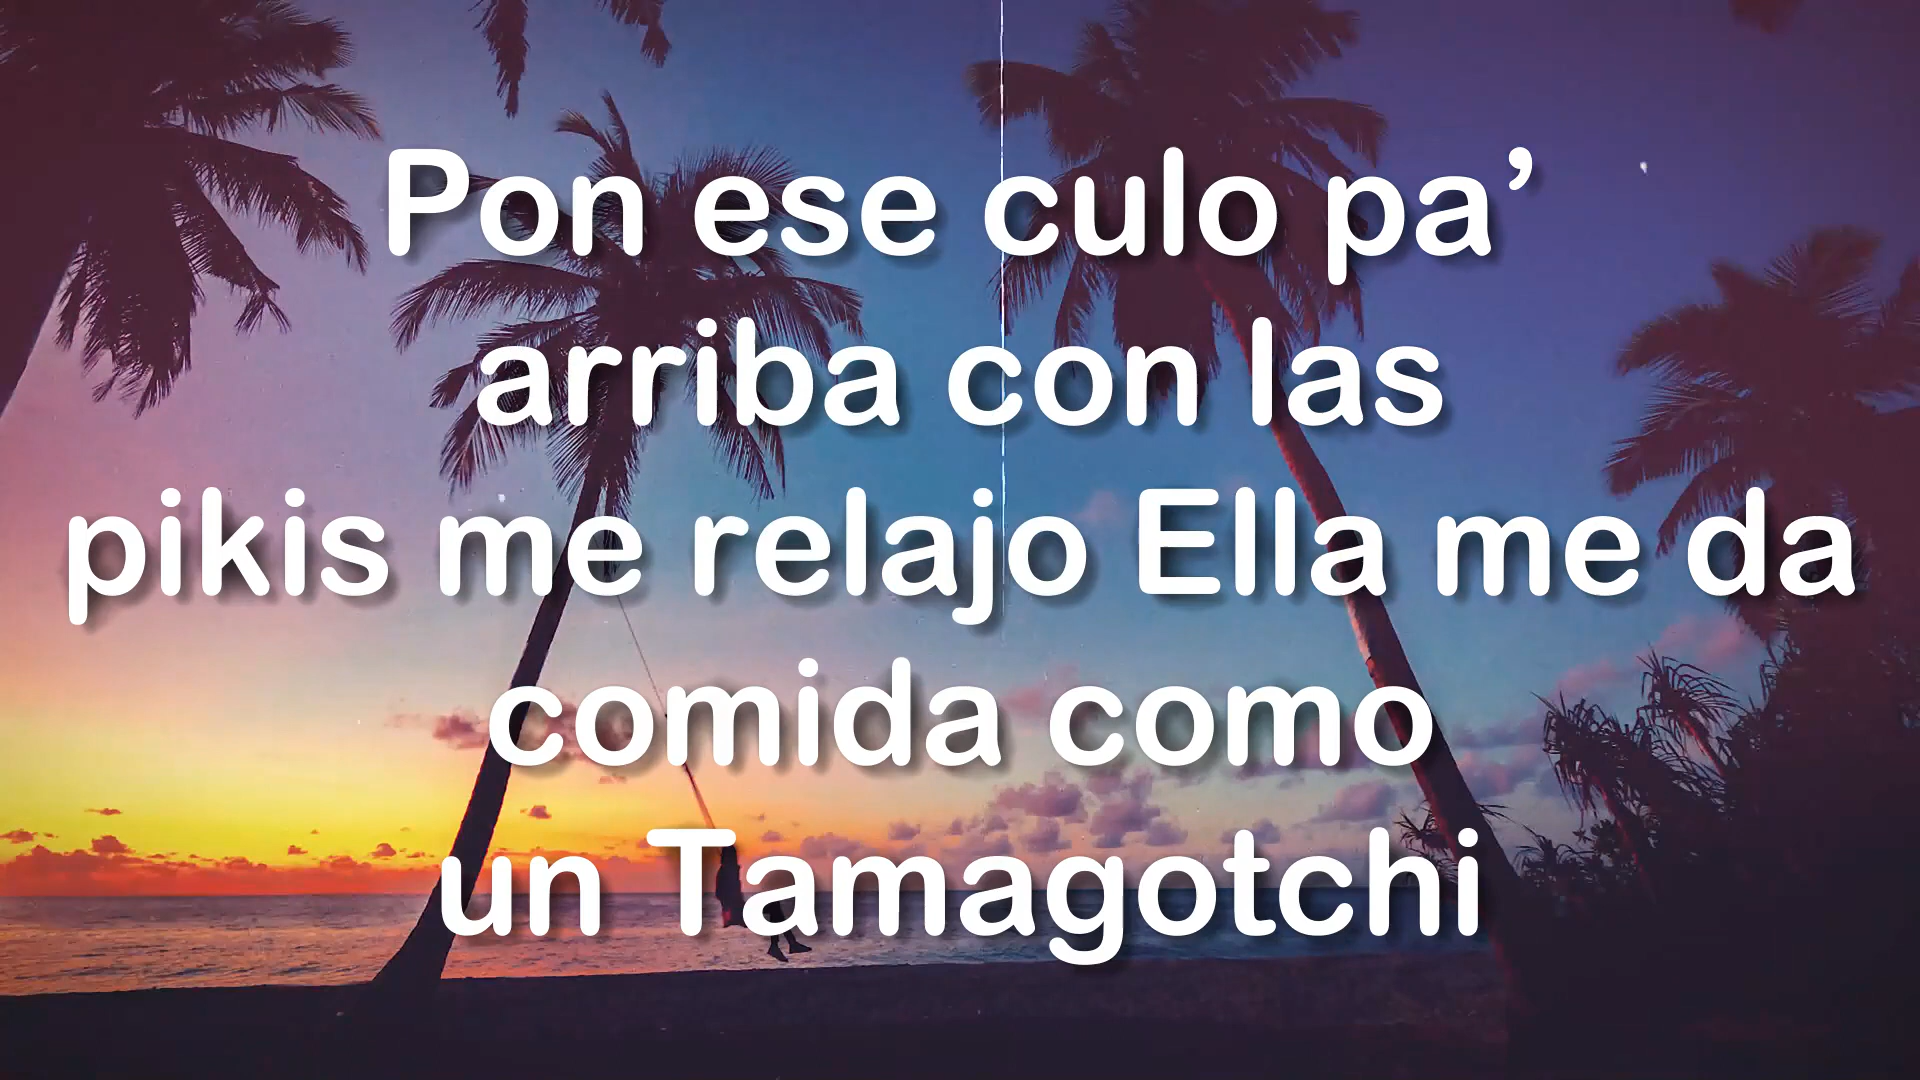 Pon ese culo pa’
arriba con las
pikis me relajo Ella me da
comida como
un Tamagotchi